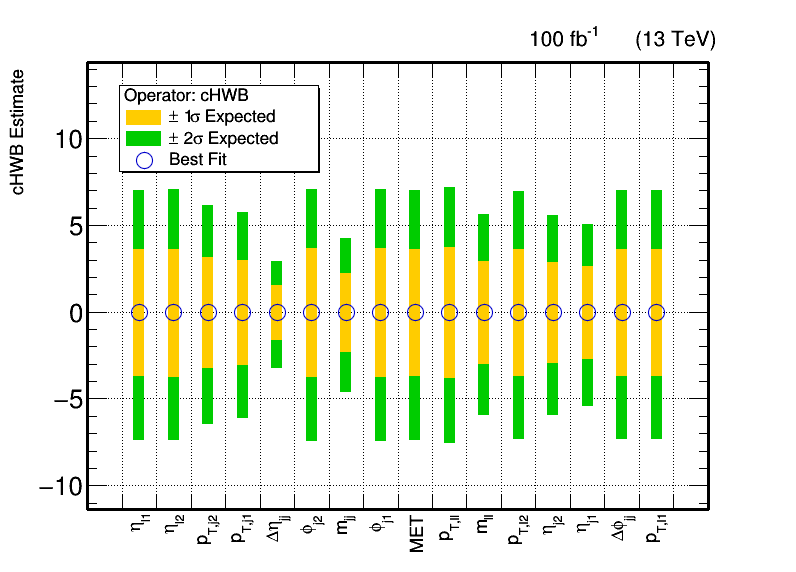 100 fb-1 (13 TeV)
cHWB Estimate
Operator: cHWB
± 1σ Expected
± 2σ Expected
Best Fit
10
5
0
−5
−10
ηl1 ηl2 pT,j2 pT,j1 Δηjj ϕj2 mjj ϕj1 MET pT,ll mll pT,l2 ηj2 ηj1 Δϕjj pT,l1